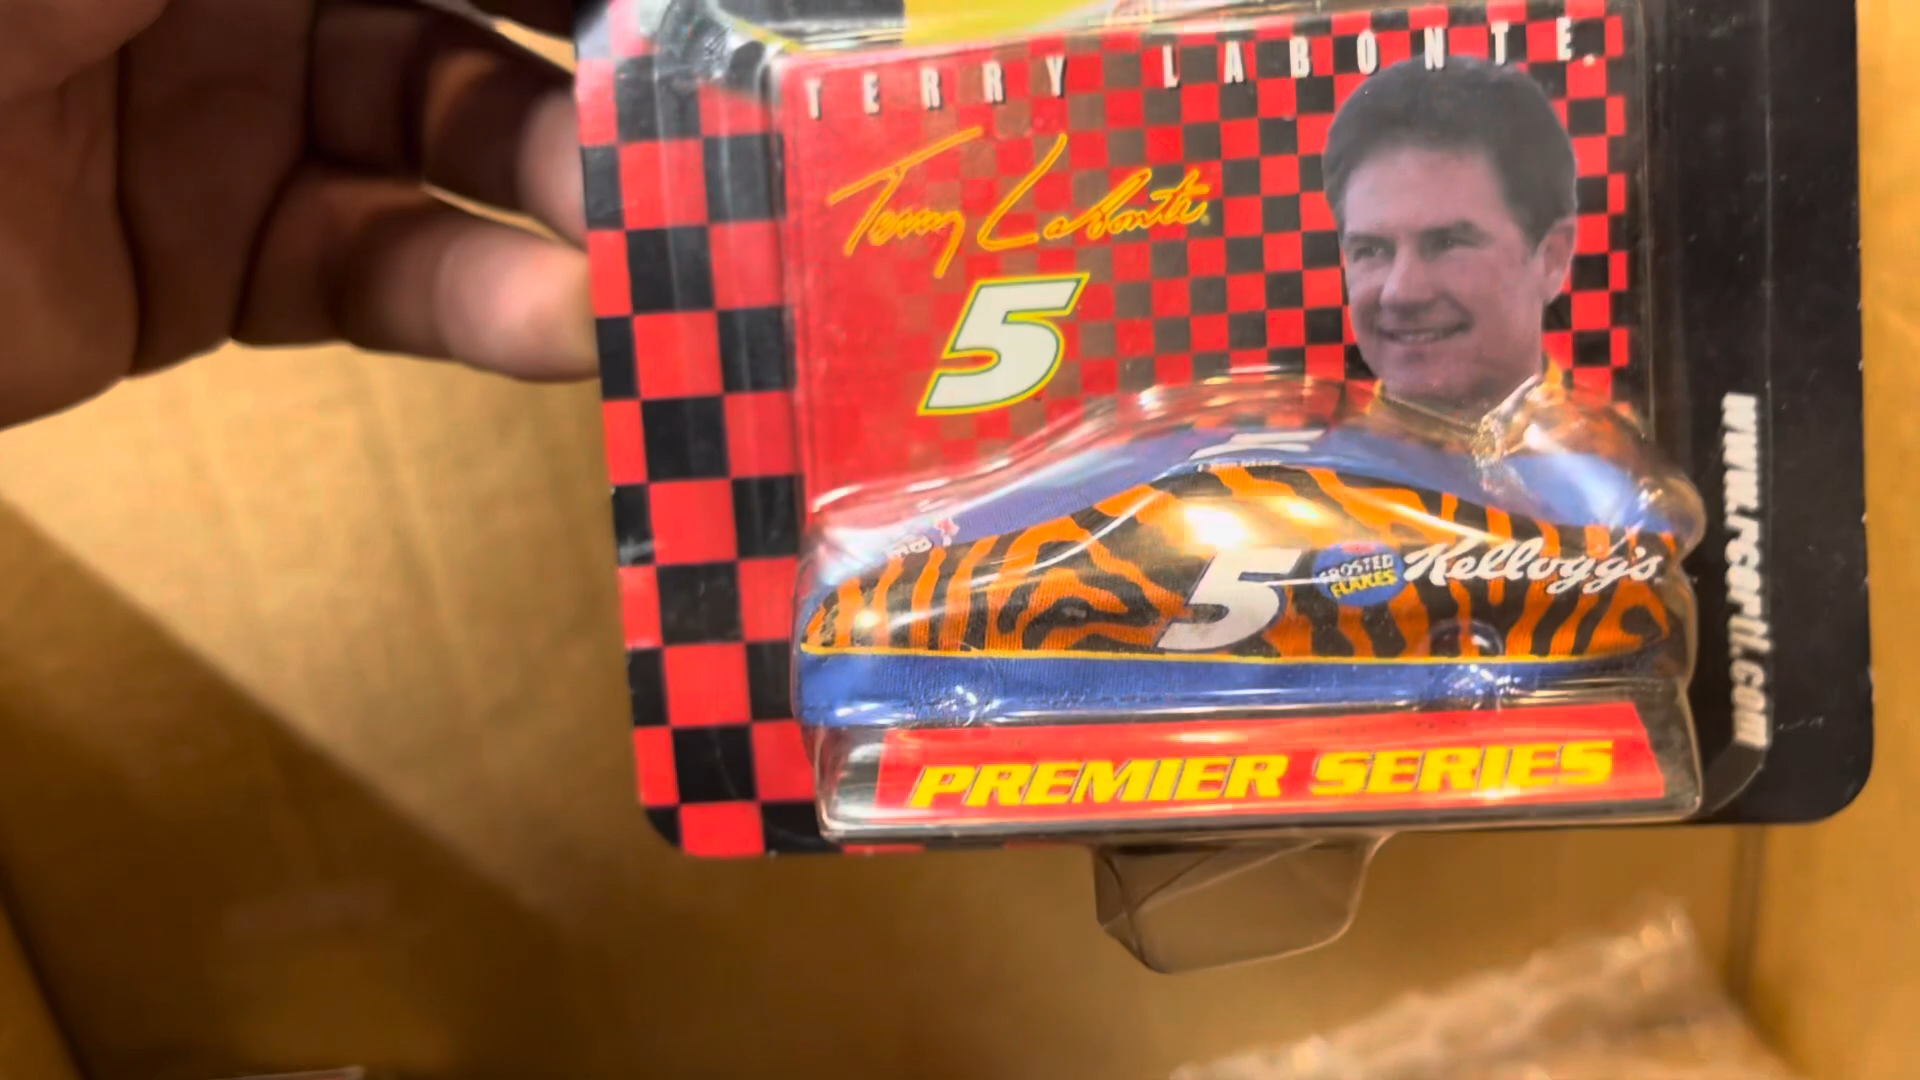 TERRY LABONTE.
Terry Labonte
5
5
FROSTED FLAKES
Kellogg's
PREMIER SERIES